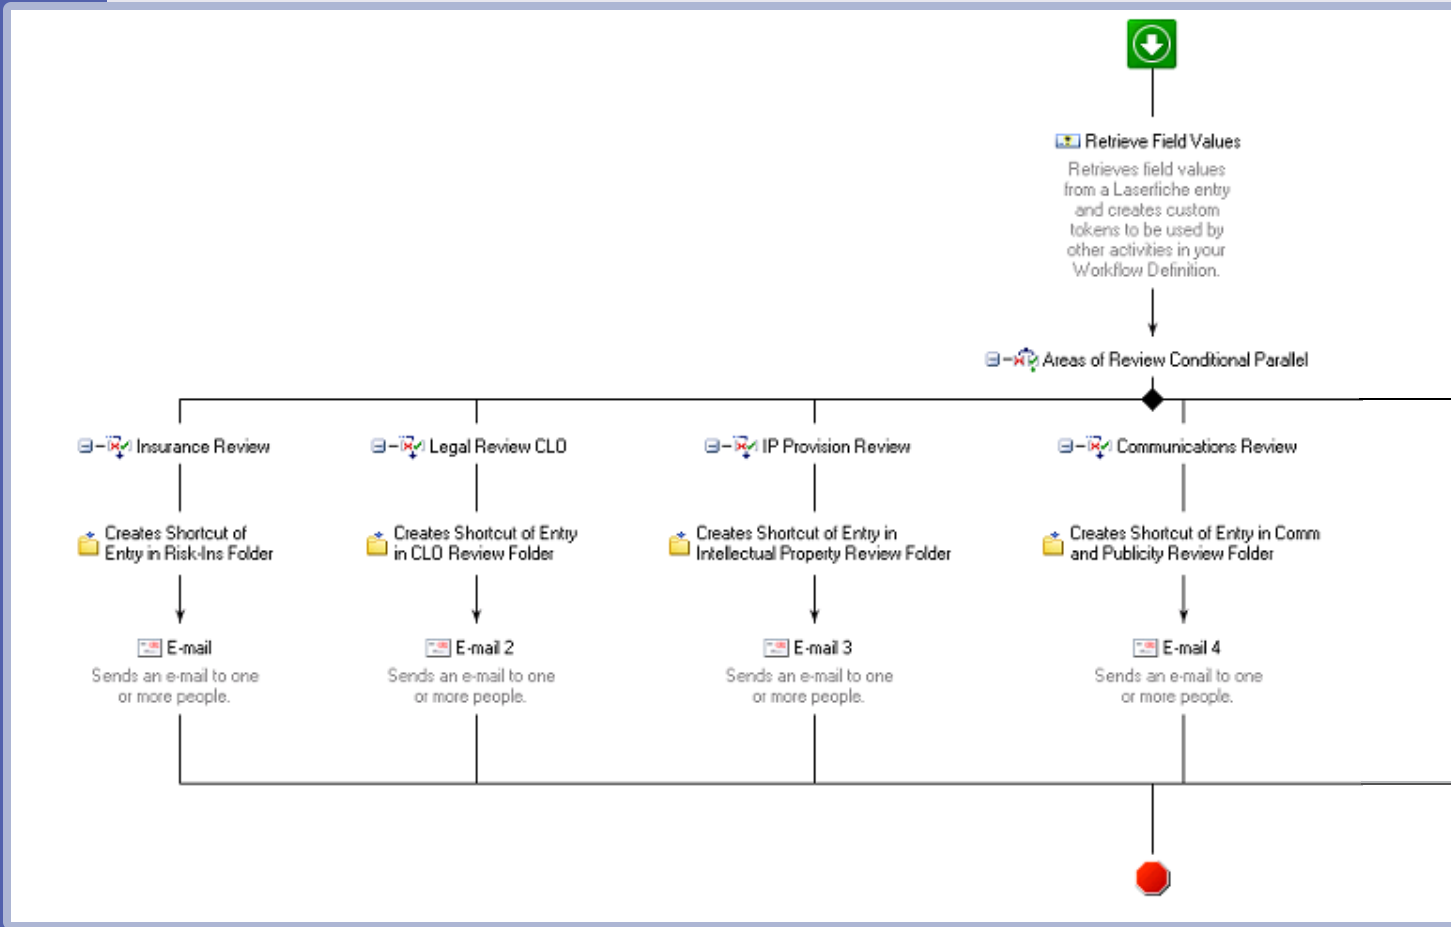 Retrieve Field Values
Retrieves field values
from a Laserfiche entry
and creates custom
tokens to be used by
other activities in your
Workflow Definition.
Areas of Review Conditional Parallel
Insurance Review
Legal Review CLO
IP Provision Review
Communications Review
Creates Shortcut of
Entry in Risk-Ins Folder
Creates Shortcut of Entry
in CLO Review Folder
Creates Shortcut of Entry in
Intellectual Property Review Folder
Creates Shortcut of Entry in Comm
and Publicity Review Folder
E-mail
Sends an e-mail to one
or more people.
E-mail 2
Sends an e-mail to one
or more people.
E-mail 3
Sends an e-mail to one
or more people.
E-mail 4
Sends an e-mail to one
or more people.